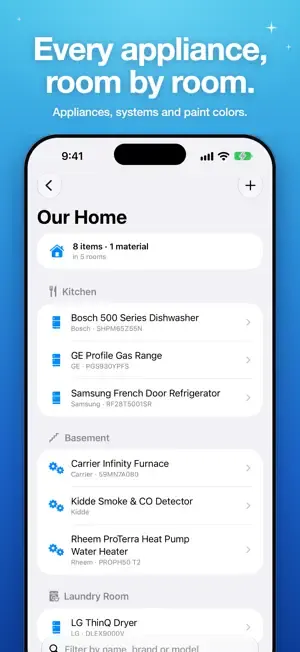 Every appliance,
room by room.
Appliances, systems and paint colors.
9:41
Our Home
8 items · 1 material
in 5 rooms
Kitchen
Bosch 500 Series Dishwasher
Bosch · SHPM65Z55N
GE Profile Gas Range
GE · PGS930YPFS
Samsung French Door Refrigerator
Samsung · RF28T5001SR
Basement
Carrier Infinity Furnace
Carrier · 59MN7A080
Kidde Smoke & CO Detector
Kidde
Rheem ProTerra Heat Pump
Water Heater
Rheem · PROPH50 T2
Laundry Room
LG ThinQ Dryer
LG · DLEX9000V
Filter by name, brand or model